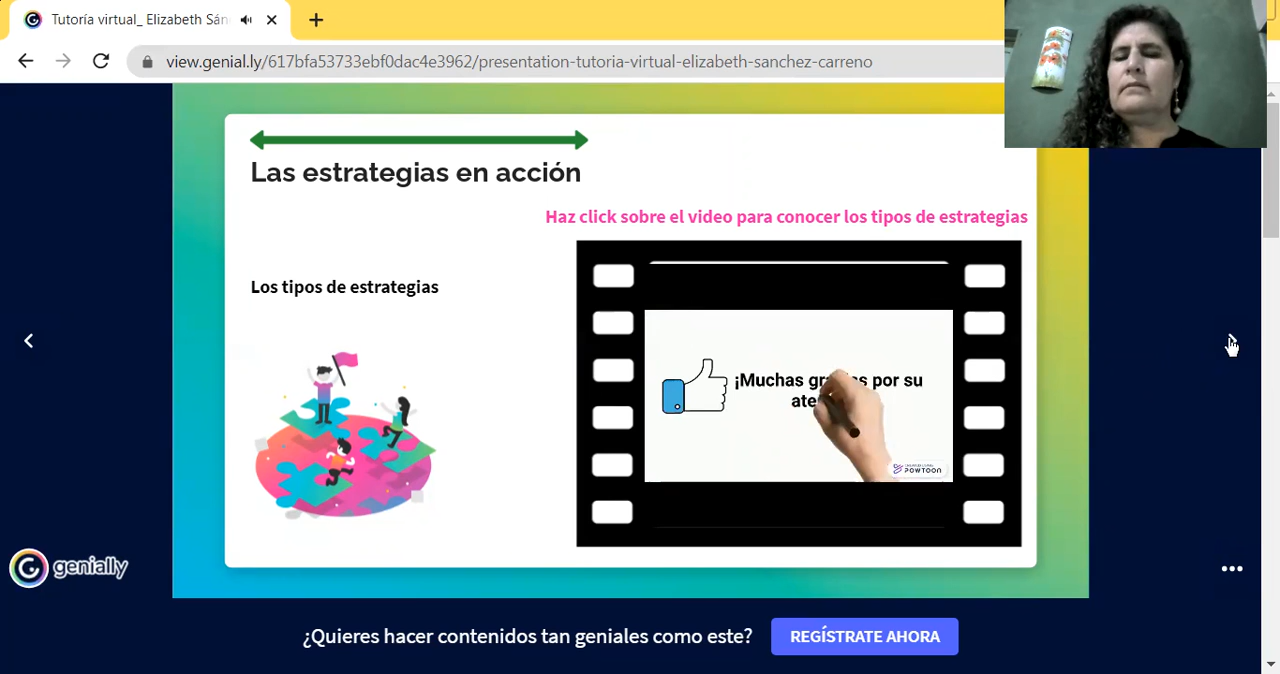 Tutoría virtual_ Elizabeth Sán
view.genial.ly/617bfa53733ebf0dac4e3962/presentation-tutoria-virtual-elizabeth-sanchez-carreno
Las estrategias en acción
Haz click sobre el video para conocer los tipos de estrategias
Los tipos de estrategias
¡Muchas por su
POWTOON
genially
¿Quieres hacer contenidos tan geniales como este?
REGÍSTRATE AHORA